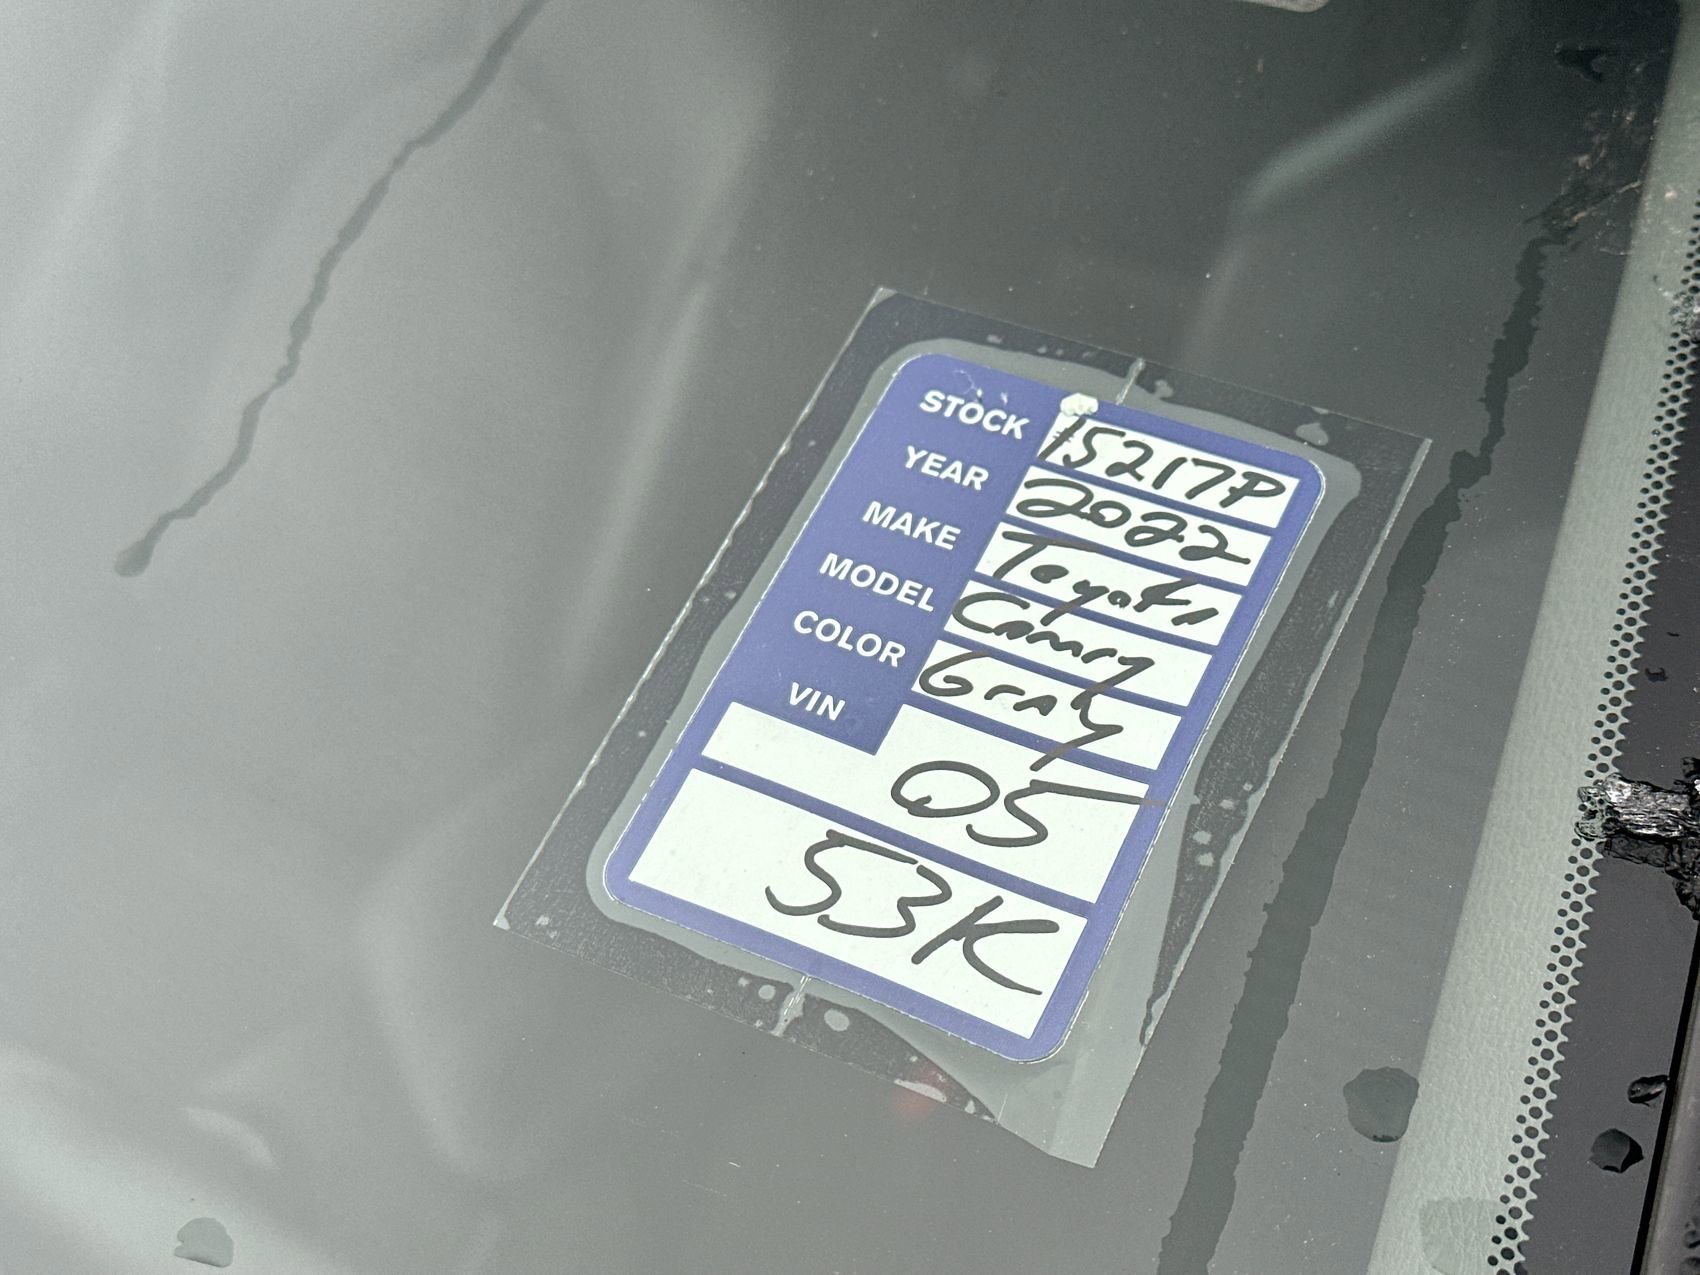 STOCK 15217P
YEAR 2022
MAKE Toyota
MODEL Camry
COLOR Gray
VIN
05
53K